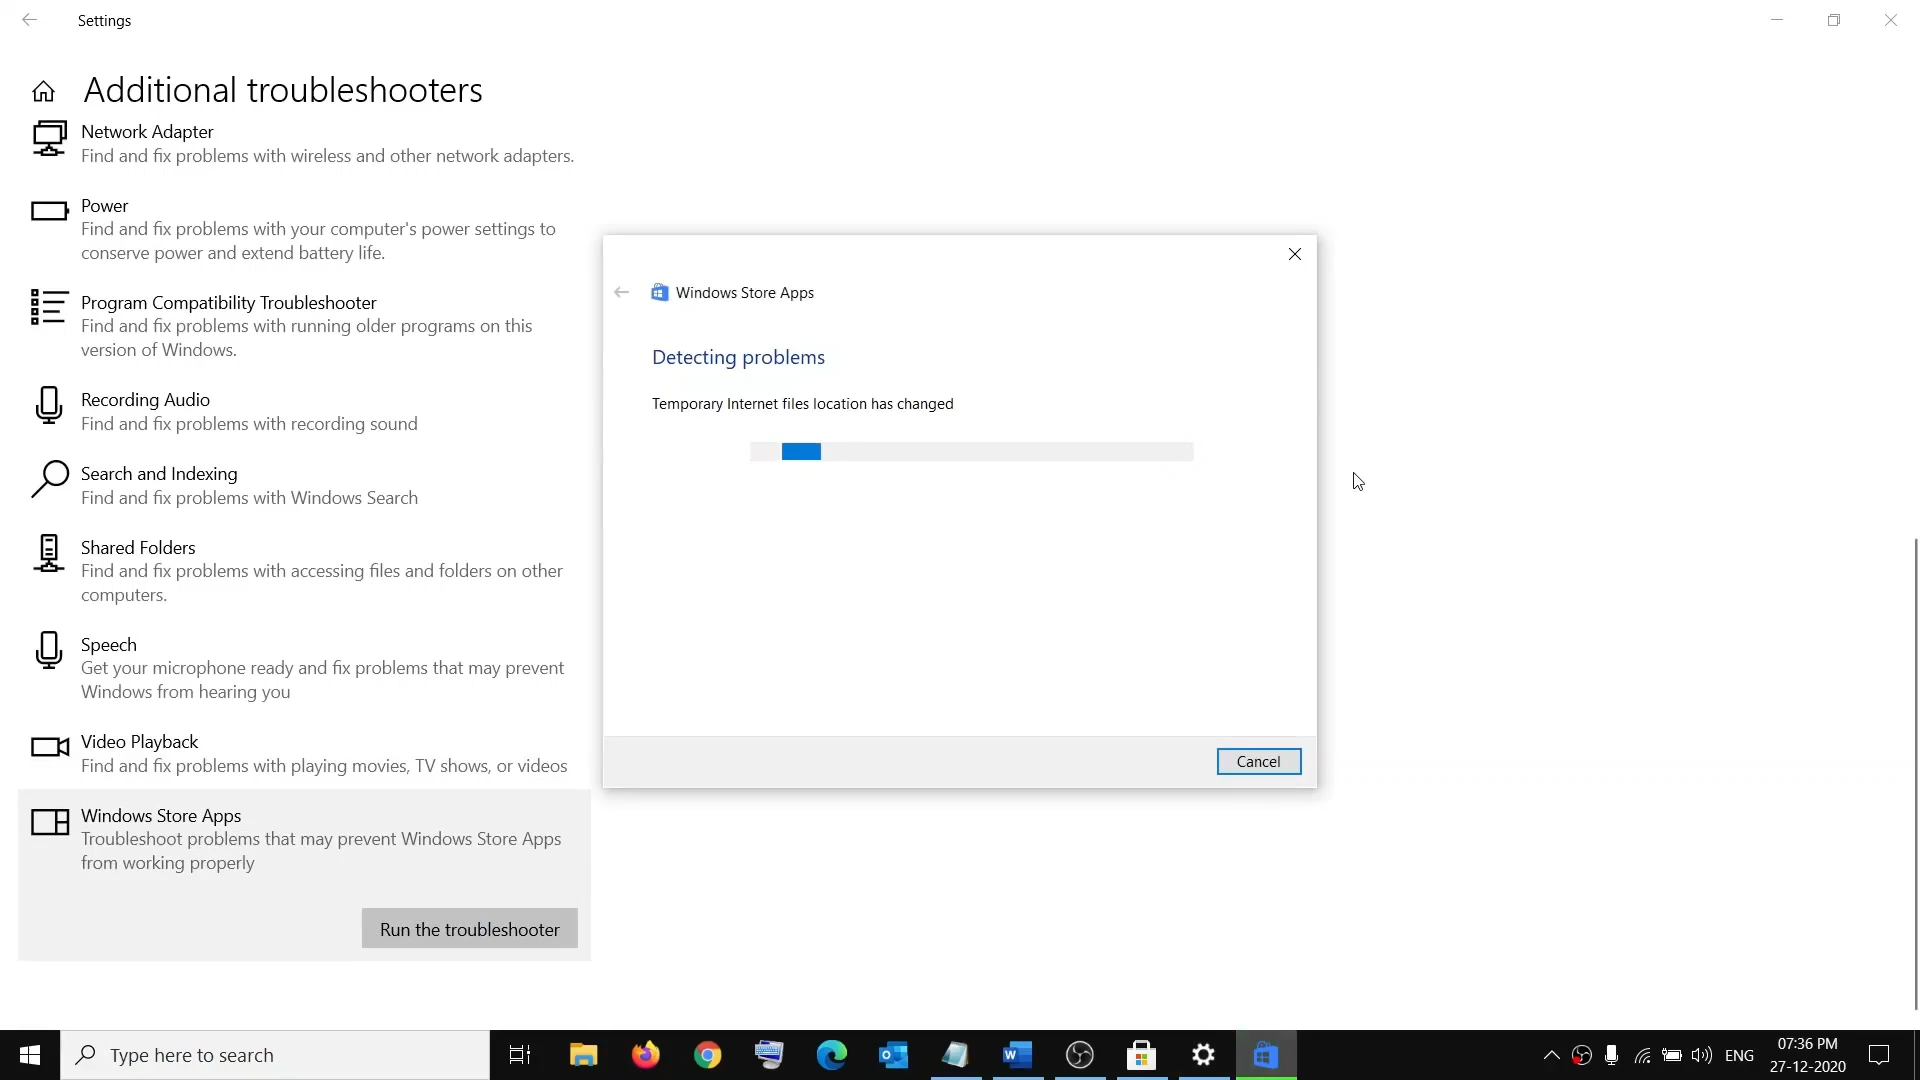 Settings
Additional troubleshooters
Network Adapter
Find and fix problems with wireless and other network adapters.
Power
Find and fix problems with your computer's power settings to
conserve power and extend battery life.
Program Compatibility Troubleshooter
Find and fix problems with running older programs on this
version of Windows.
Recording Audio
Find and fix problems with recording sound
Search and Indexing
Find and fix problems with Windows Search
Shared Folders
Find and fix problems with accessing files and folders on other
computers.
Speech
Get your microphone ready and fix problems that may prevent
Windows from hearing you
Video Playback
Find and fix problems with playing movies, TV shows, or videos
Windows Store Apps
Troubleshoot problems that may prevent Windows Store Apps
from working properly
Run the troubleshooter
Windows Store Apps
Detecting problems
Temporary Internet files location has changed
Cancel
Type here to search
ENG
07:36 PM
27-12-2020